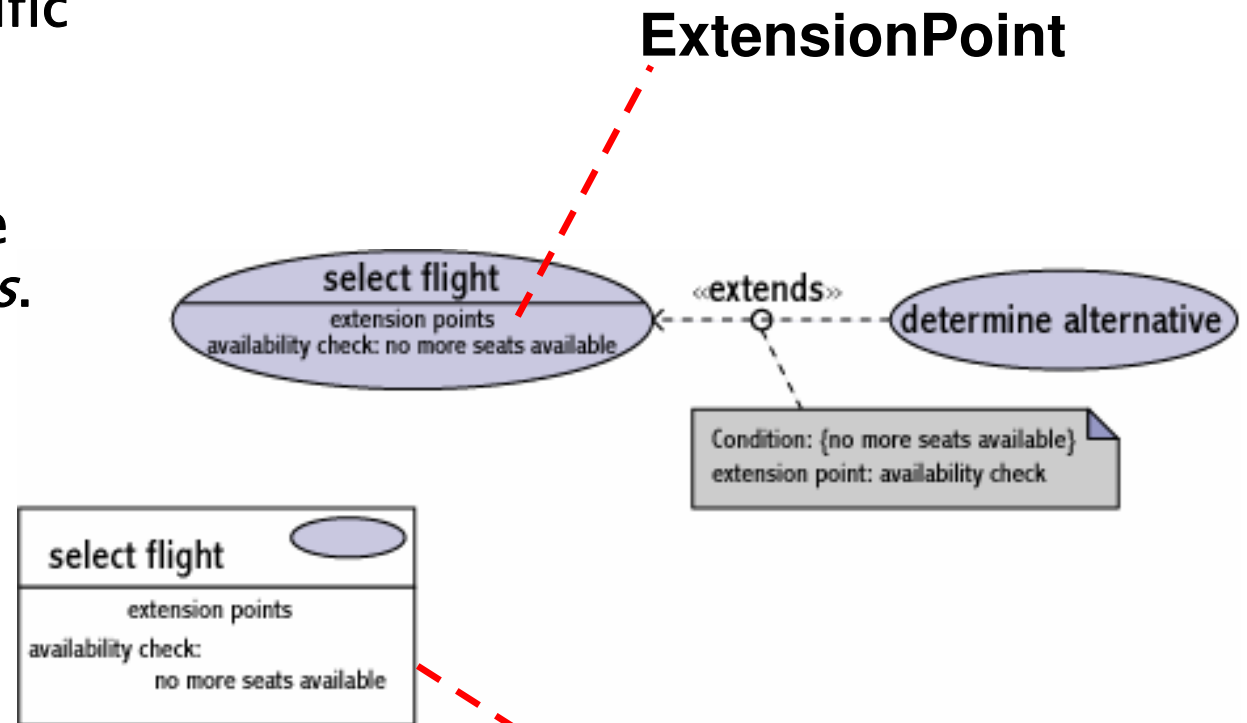 ExtensionPoint
s.
select flight
extension points
availability check: no more seats available
«extends»
determine alternative
Condition: {no more seats available}
extension point: availability check
select flight
extension points
availability check:
no more seats available